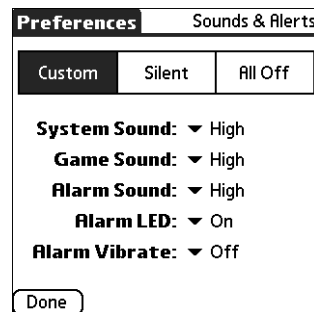 Preferences Sounds & Alerts
Custom Silent All Off
System Sound: High
Game Sound: High
Alarm Sound: High
Alarm LED: On
Alarm Vibrate: Off
Done